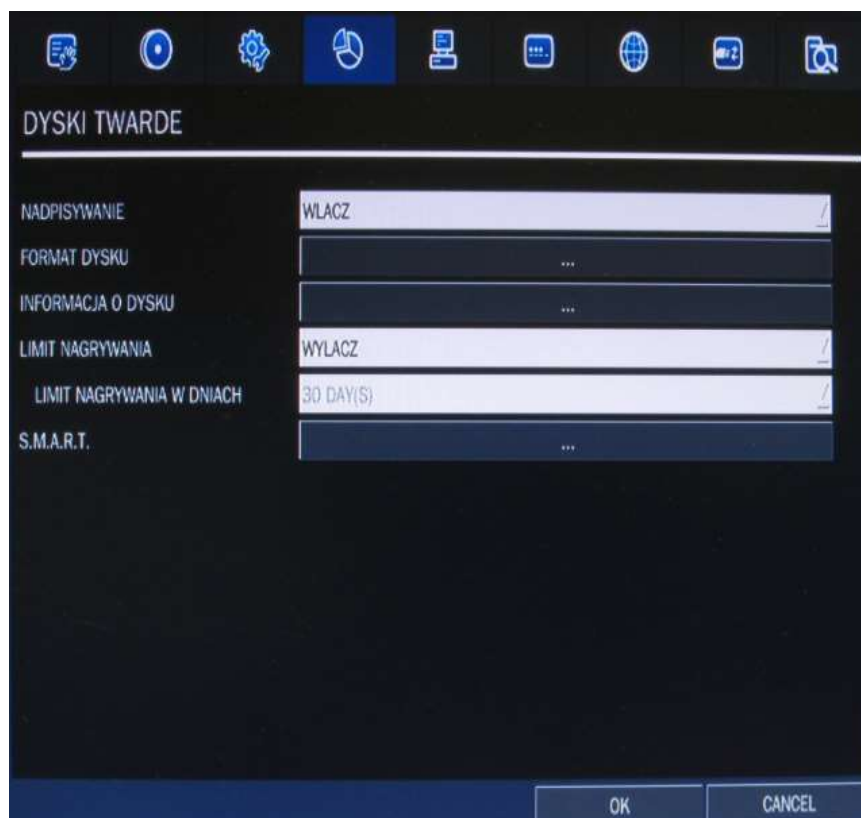 DYSKI TWARDE
NADPISYWANIE WLACZ
FORMAT DYSKU ...
INFORMACJA O DYSKU ...
LIMIT NAGRYWANIA WYLACZ
LIMIT NAGRYWANIA W DNIACH 30 DAY(S)
S.M.A.R.T. ...
OK CANCEL